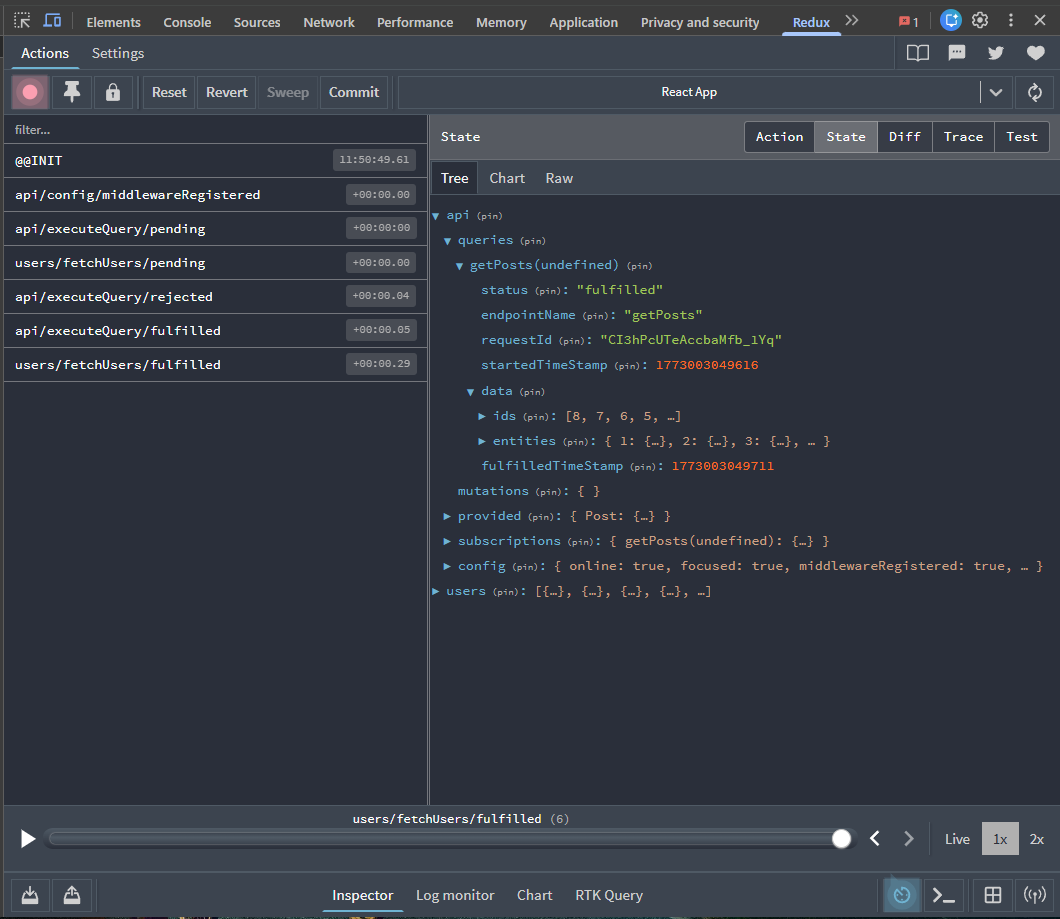 Elements Console Sources Network Performance Memory Application Privacy and security Redux 1
Actions Settings
Reset Revert Sweep Commit React App
filter...
@@INIT 11:50:49.61
api/config/middlewareRegistered +00:00.00
api/executeQuery/pending +00:00:00
users/fetchUsers/pending +00:00.00
api/executeQuery/rejected +00:00.04
api/executeQuery/fulfilled +00:00.05
users/fetchUsers/fulfilled +00:00.29
State Action State Diff Trace Test
Tree Chart Raw
api (pin)
queries (pin)
getPosts(undefined) (pin)
status (pin): "fulfilled"
endpointName (pin): "getPosts"
requestId (pin): "CI3hPcUTeAccbaMfb_lYq"
startedTimeStamp (pin): 1773003049616
data (pin)
ids (pin): [8, 7, 6, 5, …]
entities (pin): { 1: {…}, 2: {…}, 3: {…}, … }
fulfilledTimeStamp (pin): 1773003049711
mutations (pin): { }
provided (pin): { Post: {…} }
subscriptions (pin): { getPosts(undefined): {…} }
config (pin): { online: true, focused: true, middlewareRegistered: true, … }
users (pin): [{…}, {…}, {…}, {…}, …]
users/fetchUsers/fulfilled (6)
Live 1x 2x
Inspector Log monitor Chart RTK Query